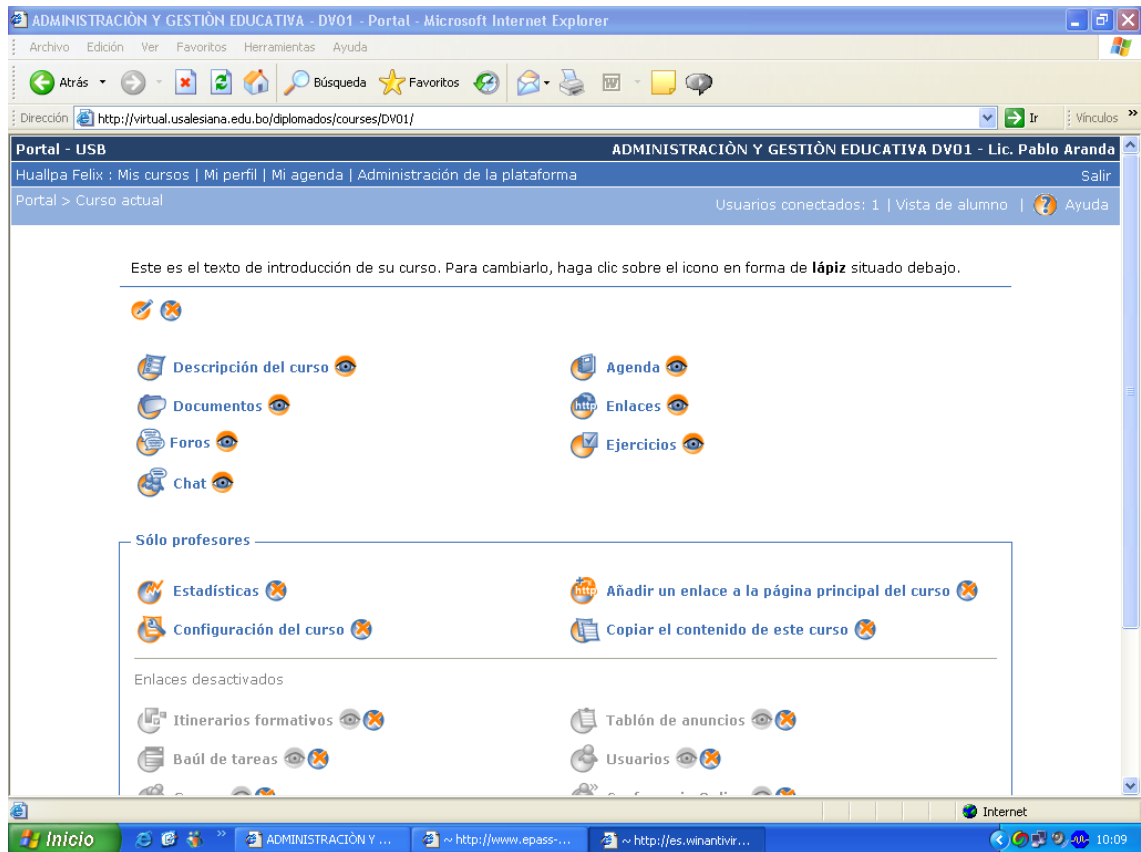 ADMINISTRACIÒN Y GESTIÒN EDUCATIVA - DV01 - Portal - Microsoft Internet Explorer
Archivo Edición Ver Favoritos Herramientas Ayuda
Atrás Búsqueda Favoritos
Dirección http://virtual.usalesiana.edu.bo/diplomados/courses/DV01/ Ir Vínculos »
Portal - USB ADMINISTRACIÒN Y GESTIÒN EDUCATIVA DV01 - Lic. Pablo Aranda
Huallpa Felix : Mis cursos | Mi perfil | Mi agenda | Administración de la plataforma Salir
Portal > Curso actual Usuarios conectados: 1 | Vista de alumno | Ayuda
Este es el texto de introducción de su curso. Para cambiarlo, haga clic sobre el icono en forma de lápiz situado debajo.
Descripción del curso Agenda
Documentos http Enlaces
Foros Ejercicios
Chat
Sólo profesores
Estadísticas http Añadir un enlace a la página principal del curso
Configuración del curso Copiar el contenido de este curso
Enlaces desactivados
Itinerarios formativos Tablón de anuncios
Baúl de tareas Usuarios
Internet
Inicio » ADMINISTRACIÒN Y ... ~ http://www.epass-... ~ http://es.winantivir... 10:09